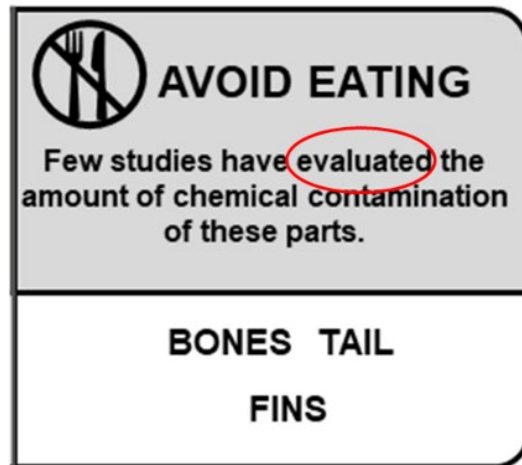 AVOID EATING
Few studies have evaluated the
amount of chemical contamination
of these parts.
BONES TAIL
FINS